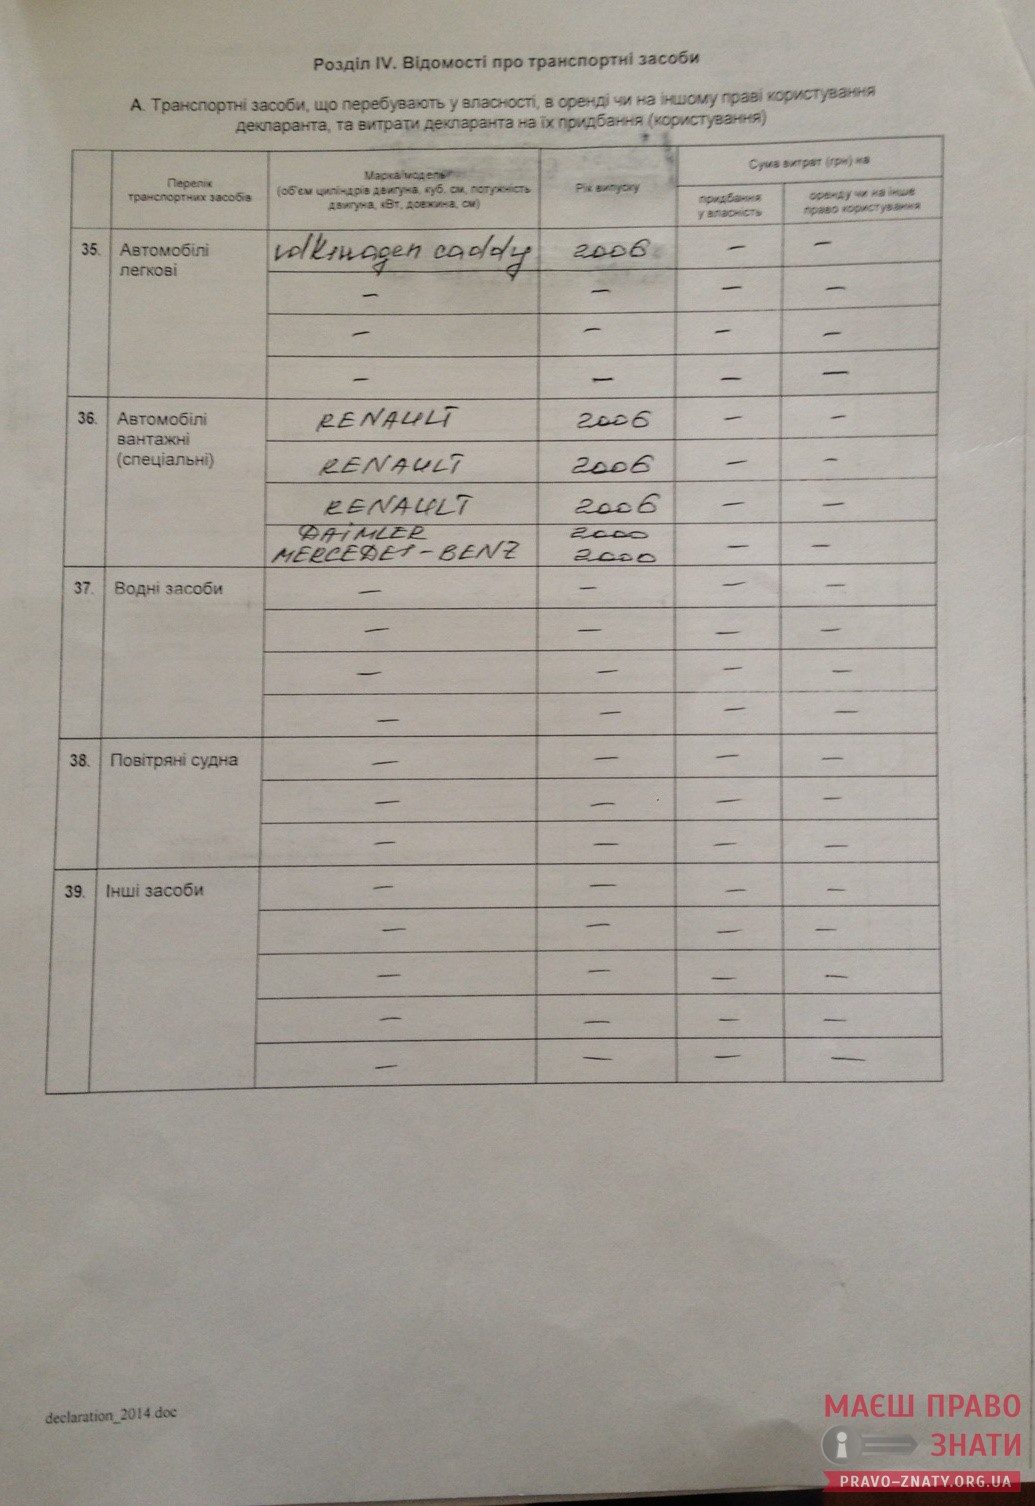 Розділ IV. Відомості про транспортні засоби
А. Транспортні засоби, що перебувають у власності, в оренді чи на іншому праві користування
декларанта, та витрати декларанта на їх придбання (користування)
Перелік
транспортних засобів
Марка/модель
(об'єм циліндрів двигуна, куб. см, потужність
двигуна, кВт, довжина, см)
Рік випуску
Сума витрат (грн) на
придбання
у власність
оренду чи на інше
право користування
35. Автомобілі
легкові
Volkswagen caddy 2006 – –
– – – –
– – – –
– – – –
36. Автомобілі
вантажні
(спеціальні)
RENAULT 2006 – –
RENAULT 2006 – –
RENAULT 2006 – –
DAIMLER 2000
MERCEDES-BENZ 2000 – –
37. Водні засоби – – – –
– – – –
– – – –
– – – –
38. Повітряні судна – – – –
– – – –
– – – –
39. Інші засоби – – – –
– – – –
– – – –
– – – –
– – – –
declaration_2014.doc
МАЄШ ПРАВО
ЗНАТИ
PRAVO-ZNATY.ORG.UA